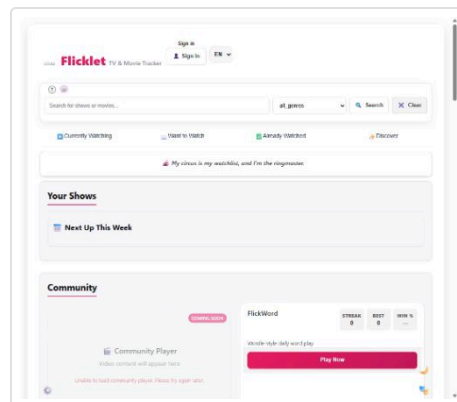 Sign in
Flicklet TV & Movie Tracker
Sign In
EN
Search for shows or movies...
all_genres
Search
Clear
Currently Watching
Want to Watch
Already Watched
Discover
My circus is my watchlist, and I'm the ringmaster.
Your Shows
Next Up This Week
Community
COMING SOON
Community Player
Video content will appear here
Unable to load community player. Please try again later.
FlickWord
STREAK
0
BEST
0
WIN %
Wordle-style daily word play
Play Now